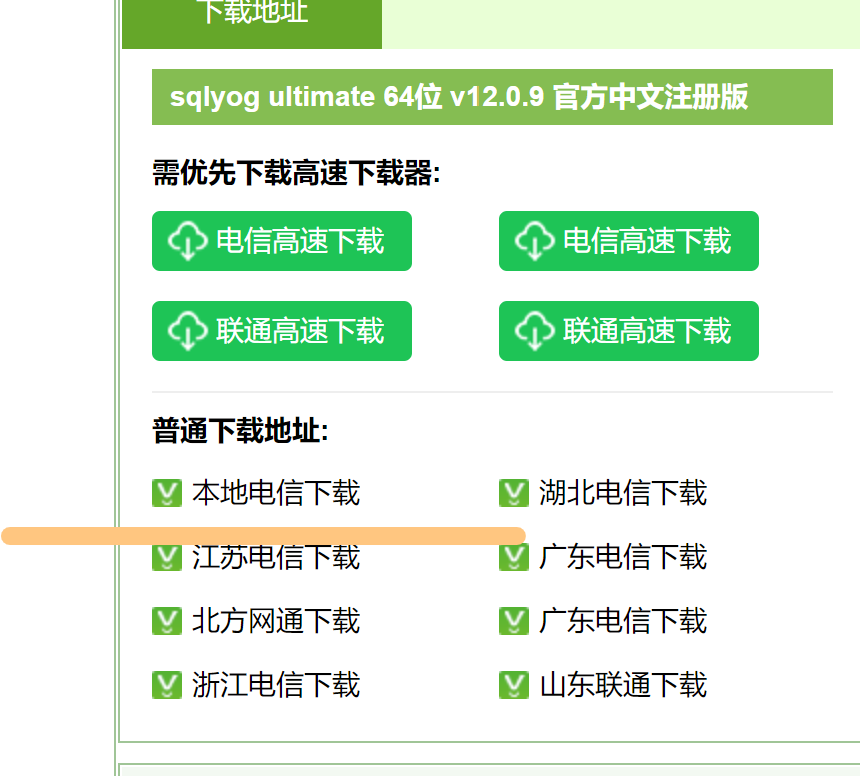 下载地址
sqlyog ultimate 64位 v12.0.9 官方中文注册版
需优先下载高速下载器:
电信高速下载 电信高速下载
联通高速下载 联通高速下载
普通下载地址:
本地电信下载 湖北电信下载
江苏电信下载 广东电信下载
北方网通下载 广东电信下载
浙江电信下载 山东联通下载